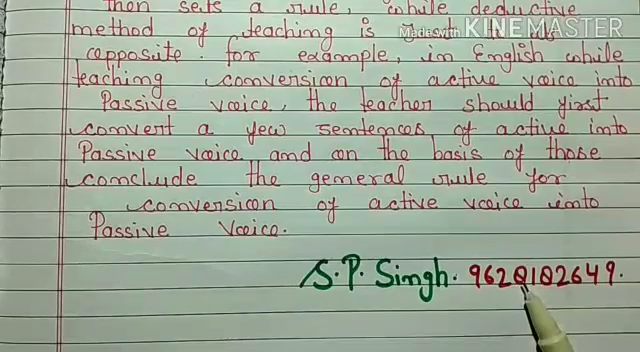 then sets a rule, while deductive
method of teaching is just its
opposite. for example, in English while
teaching conversion of active voice into
Passive voice, the teacher should first
convert a few sentences of active into
Passive voice and on the basis of those
conclude the general rule for
conversion of active voice into
Passive Voice.
S.P. Singh. 9620102649.
Made with KINEMASTER